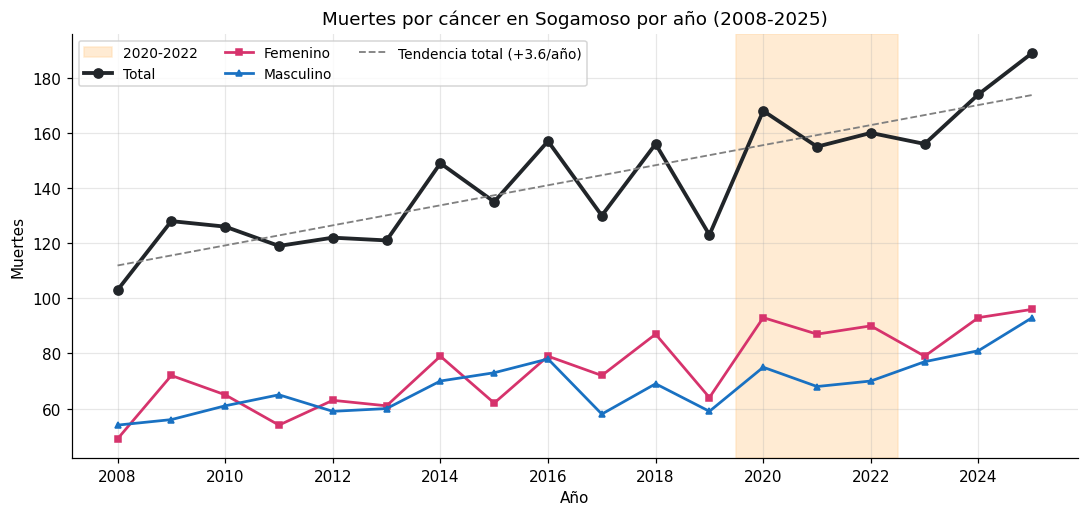 Muertes por cáncer en Sogamoso por año (2008-2025)
2020-2022
Total
Femenino
Masculino
Tendencia total (+3.6/año)
Muertes
180
160
140
120
100
80
60
2008 2010 2012 2014 2016 2018 2020 2022 2024
Año